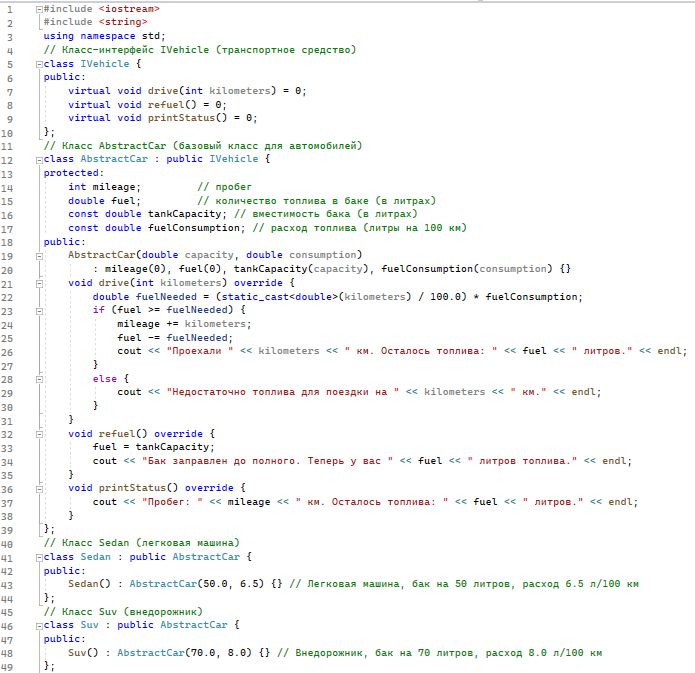 1 #include <iostream>
2 #include <string>
3 using namespace std;
4 // Класс-интерфейс IVehicle (транспортное средство)
5 class IVehicle {
6 public:
7     virtual void drive(int kilometers) = 0;
8     virtual void refuel() = 0;
9     virtual void printStatus() = 0;
10 };
11 // Класс AbstractCar (базовый класс для автомобилей)
12 class AbstractCar : public IVehicle {
13 protected:
14     int mileage;         // пробег
15     double fuel;         // количество топлива в баке (в литрах)
16     const double tankCapacity; // вместимость бака (в литрах)
17     const double fuelConsumption; // расход топлива (литры на 100 км)
18 public:
19     AbstractCar(double capacity, double consumption)
20         : mileage(0), fuel(0), tankCapacity(capacity), fuelConsumption(consumption) {}
21     void drive(int kilometers) override {
22         double fuelNeeded = (static_cast<double>(kilometers) / 100.0) * fuelConsumption;
23         if (fuel >= fuelNeeded) {
24             mileage += kilometers;
25             fuel -= fuelNeeded;
26             cout << "Проехали " << kilometers << " км. Осталось топлива: " << fuel << " литров." << endl;
27         }
28         else {
29             cout << "Недостаточно топлива для поездки на " << kilometers << " км." << endl;
30         }
31     }
32     void refuel() override {
33         fuel = tankCapacity;
34         cout << "Бак заправлен до полного. Теперь у вас " << fuel << " литров топлива." << endl;
35     }
36     void printStatus() override {
37         cout << "Пробег: " << mileage << " км. Осталось топлива: " << fuel << " литров." << endl;
38     }
39 };
40 // Класс Sedan (легковая машина)
41 class Sedan : public AbstractCar {
42 public:
43     Sedan() : AbstractCar(50.0, 6.5) {} // Легковая машина, бак на 50 литров, расход 6.5 л/100 км
44 };
45 // Класс Suv (внедорожник)
46 class Suv : public AbstractCar {
47 public:
48     Suv() : AbstractCar(70.0, 8.0) {} // Внедорожник, бак на 70 литров, расход 8.0 л/100 км
49 };